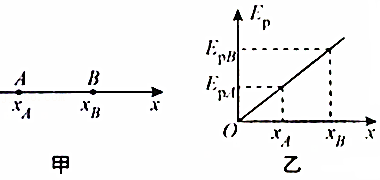 A B
x_A x_B x
甲
E_p
E_pB
E_pA
O x_A x_B x
乙